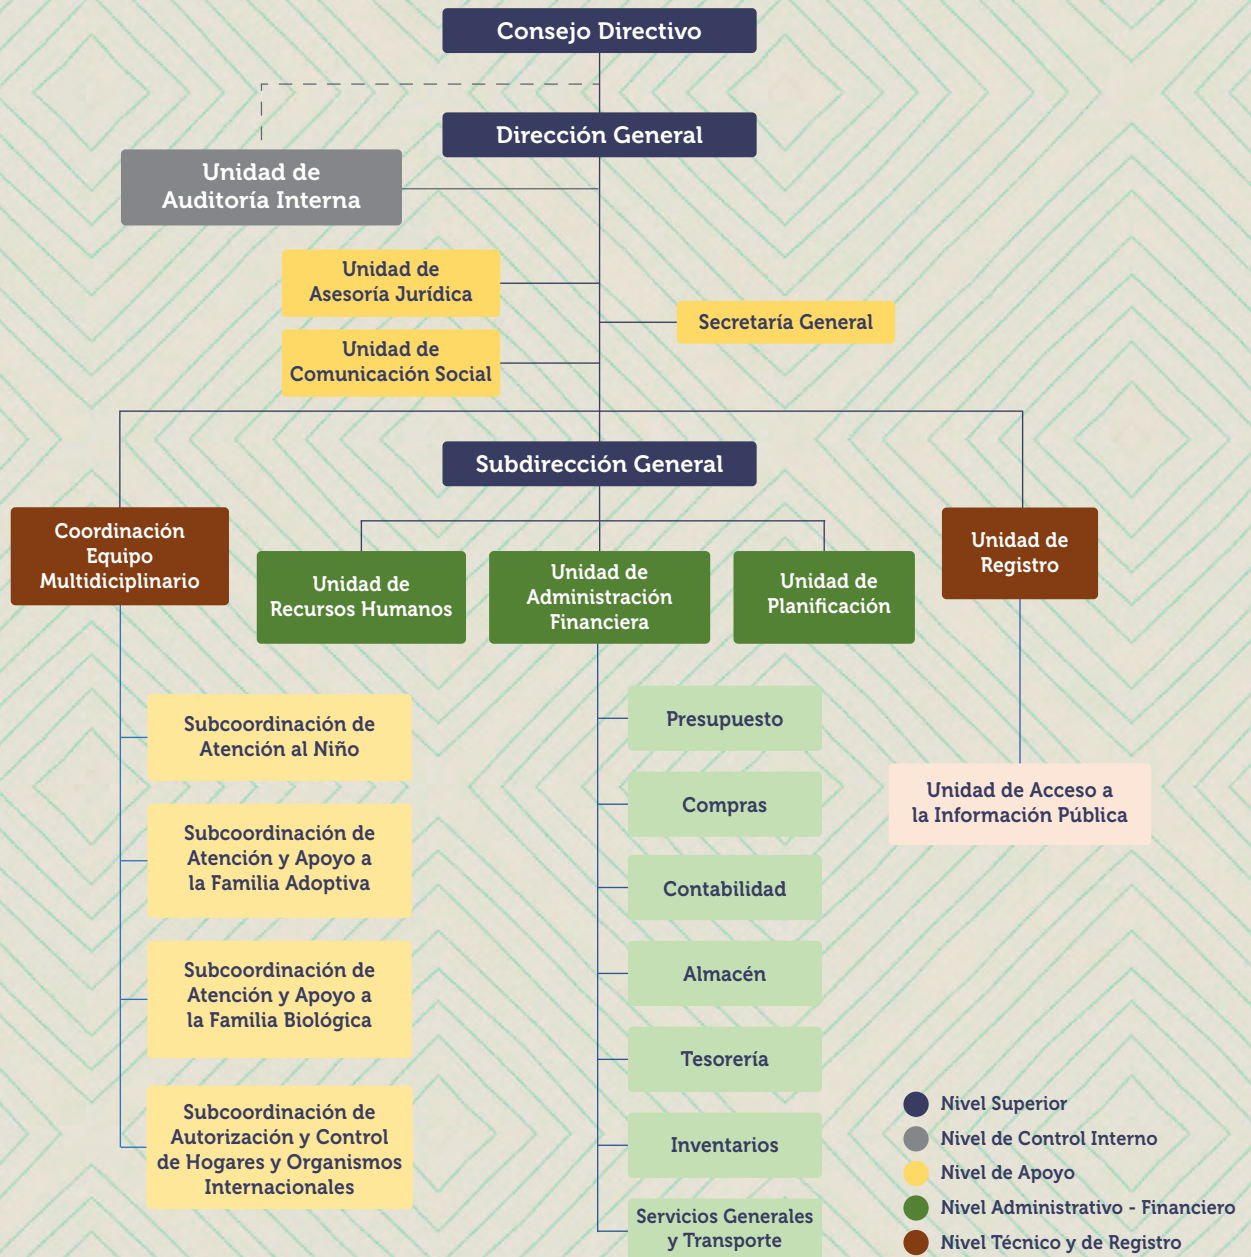 Consejo Directivo
Dirección General
Unidad de
Auditoría Interna
Unidad de
Asesoría Jurídica
Secretaría General
Unidad de
Comunicación Social
Subdirección General
Coordinación
Equipo
Multidiciplinario
Unidad de
Recursos Humanos
Unidad de
Administración
Financiera
Unidad de
Planificación
Unidad de
Registro
Subcoordinación de
Atención al Niño
Subcoordinación de
Atención y Apoyo a
la Familia Adoptiva
Subcoordinación de
Atención y Apoyo a
la Familia Biológica
Subcoordinación de
Autorización y Control
de Hogares y Organismos
Internacionales
Presupuesto
Compras
Contabilidad
Almacén
Tesorería
Inventarios
Servicios Generales
y Transporte
Unidad de Acceso a
la Información Pública
Nivel Superior
Nivel de Control Interno
Nivel de Apoyo
Nivel Administrativo - Financiero
Nivel Técnico y de Registro